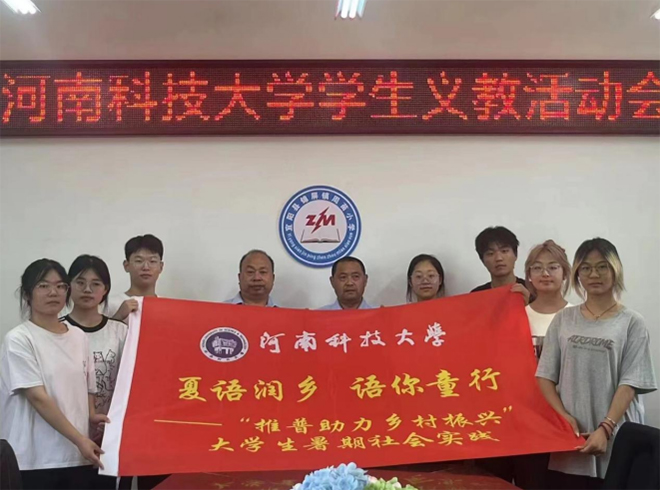 河南科技大学学生义教活动会
ZM
河南科技大学
夏语润乡 语你童行
——“推普助力乡村振兴”
大学生暑期社会实践